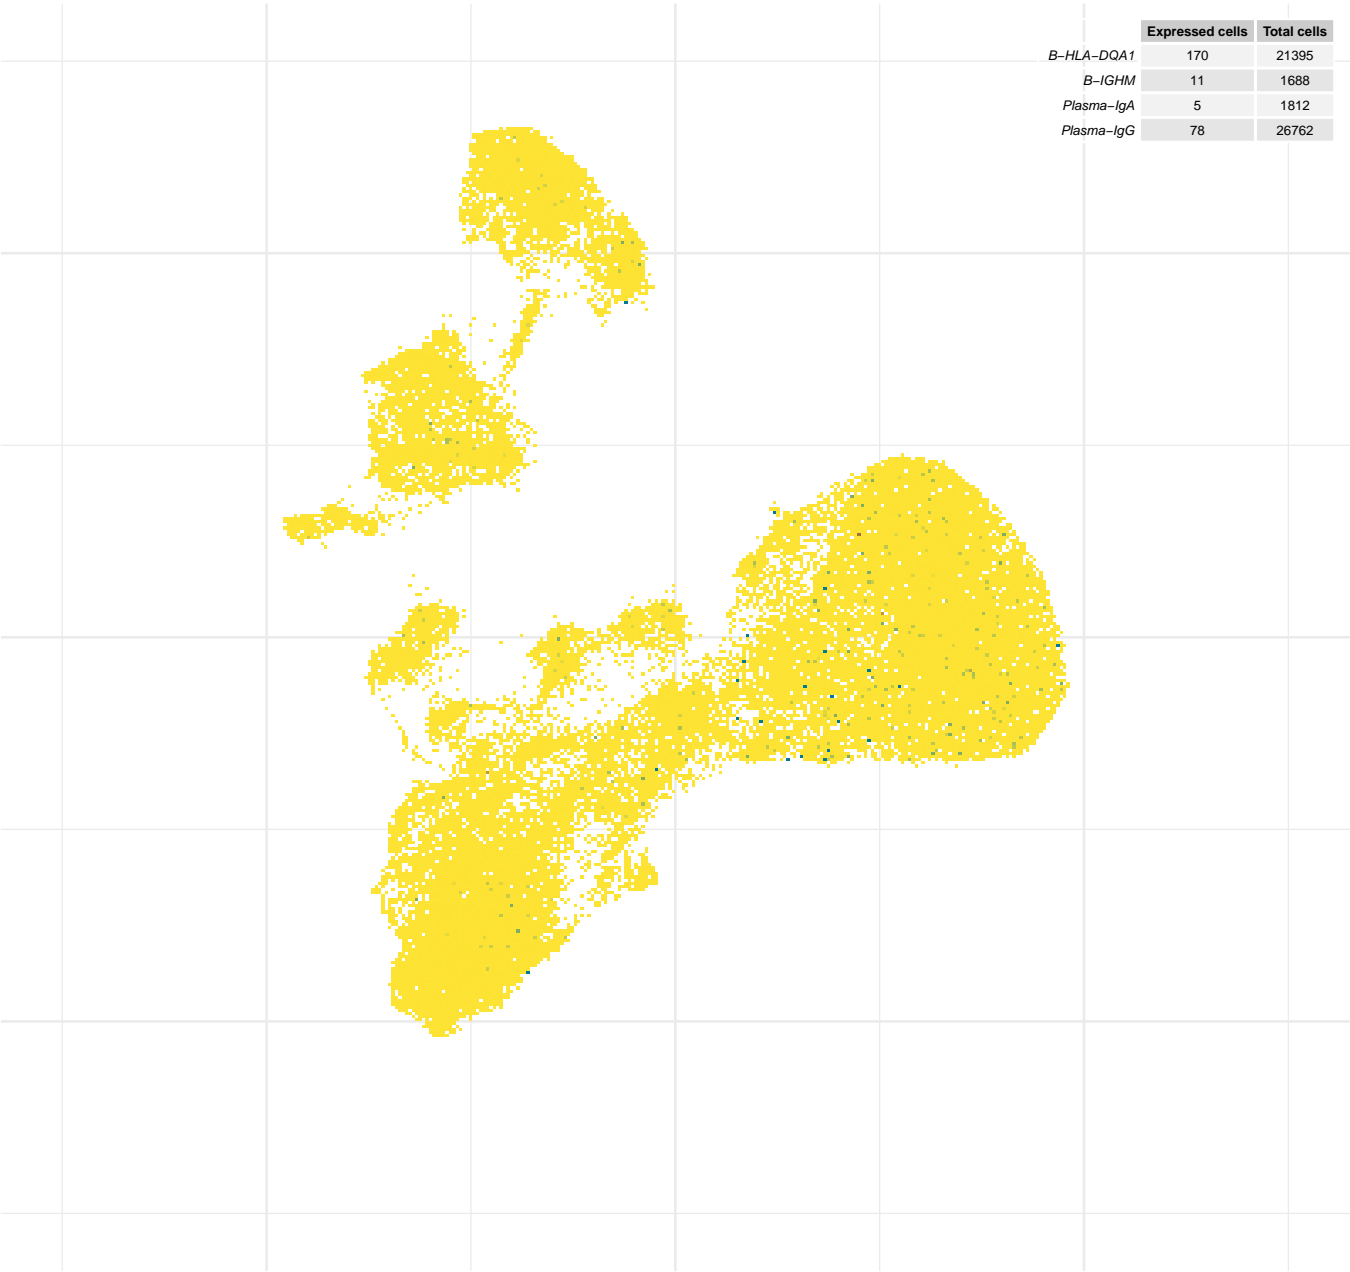 Expressed cells Total cells
B−HLA−DQA1 170 21395
B−IGHM 11 1688
Plasma−IgA 5 1812
Plasma−IgG 78 26762